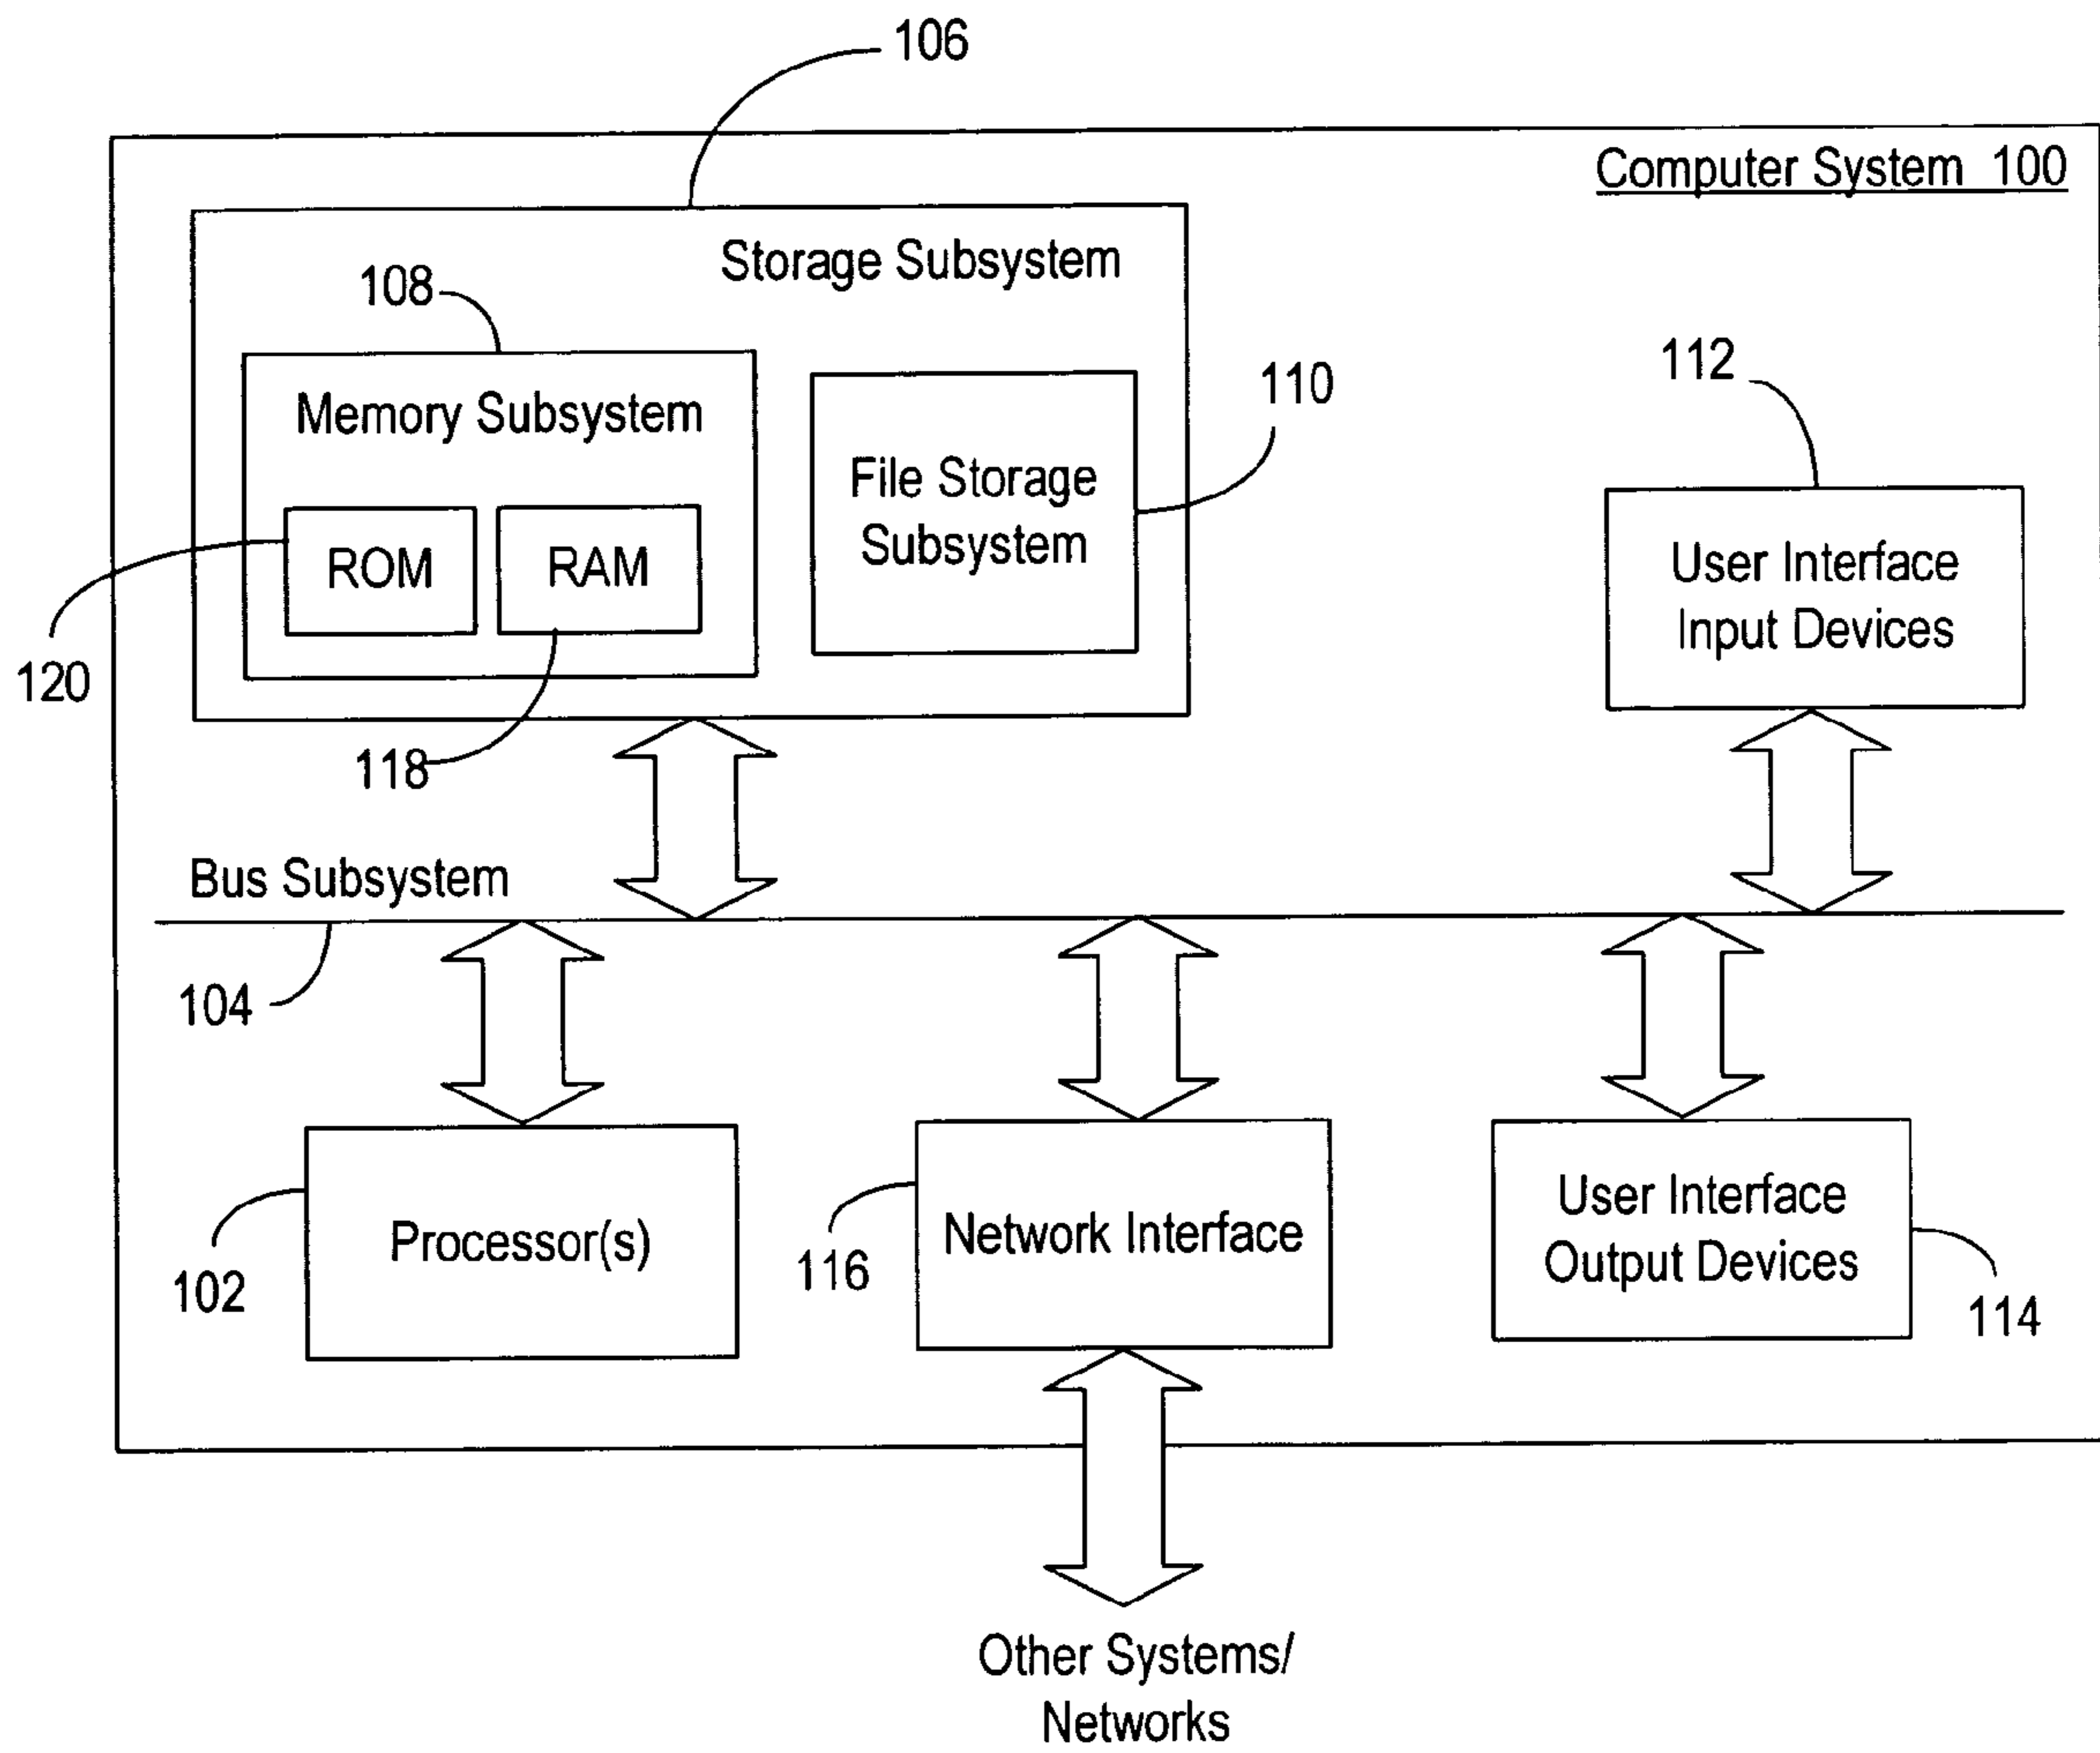 106
Computer System 100
Storage Subsystem
108
Memory Subsystem
110
112
File Storage
Subsystem
ROM
RAM
User Interface
Input Devices
120
118
Bus Subsystem
104
Processor(s)
102
Network Interface
116
User Interface
Output Devices
114
Other Systems/
Networks